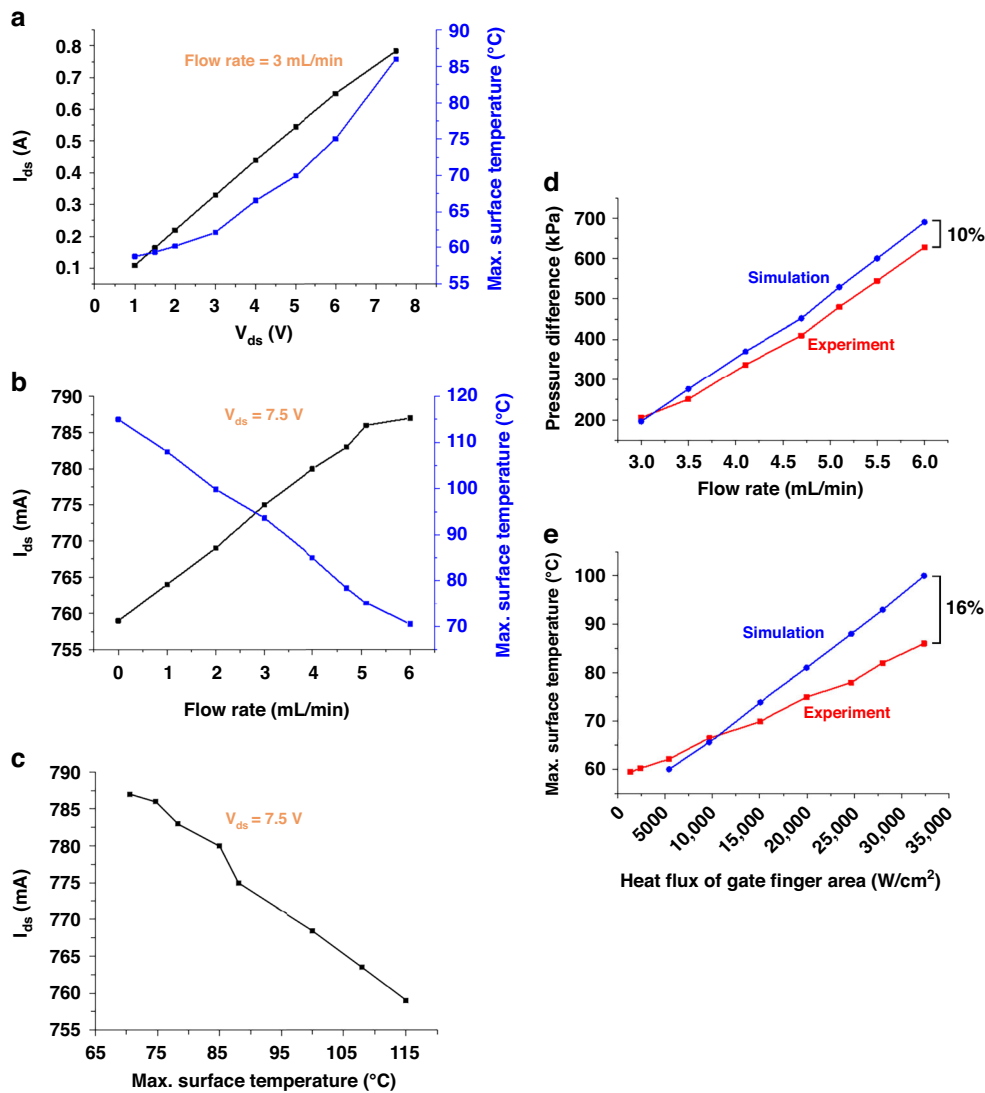 a
Flow rate = 3 mL/min
I_ds (A)
0.8
0.7
0.6
0.5
0.4
0.3
0.2
0.1
0 1 2 3 4 5 6 7 8
V_ds (V)
90
85
80
75
70
65
60
55
Max. surface temperature (°C)
b
V_ds = 7.5 V
I_ds (mA)
790
785
780
775
770
765
760
755
0 1 2 3 4 5 6
Flow rate (mL/min)
120
110
100
90
80
70
Max. surface temperature (°C)
c
V_ds = 7.5 V
I_ds (mA)
790
785
780
775
770
765
760
755
65 75 85 95 105 115
Max. surface temperature (°C)
d
Pressure difference (kPa)
700
600
500
400
300
200
Simulation
Experiment
10%
3.0 3.5 4.0 4.5 5.0 5.5 6.0
Flow rate (mL/min)
e
Max. surface temperature (°C)
100
90
80
70
60
Simulation
Experiment
16%
0 5000 10,000 15,000 20,000 25,000 30,000 35,000
Heat flux of gate finger area (W/cm²)